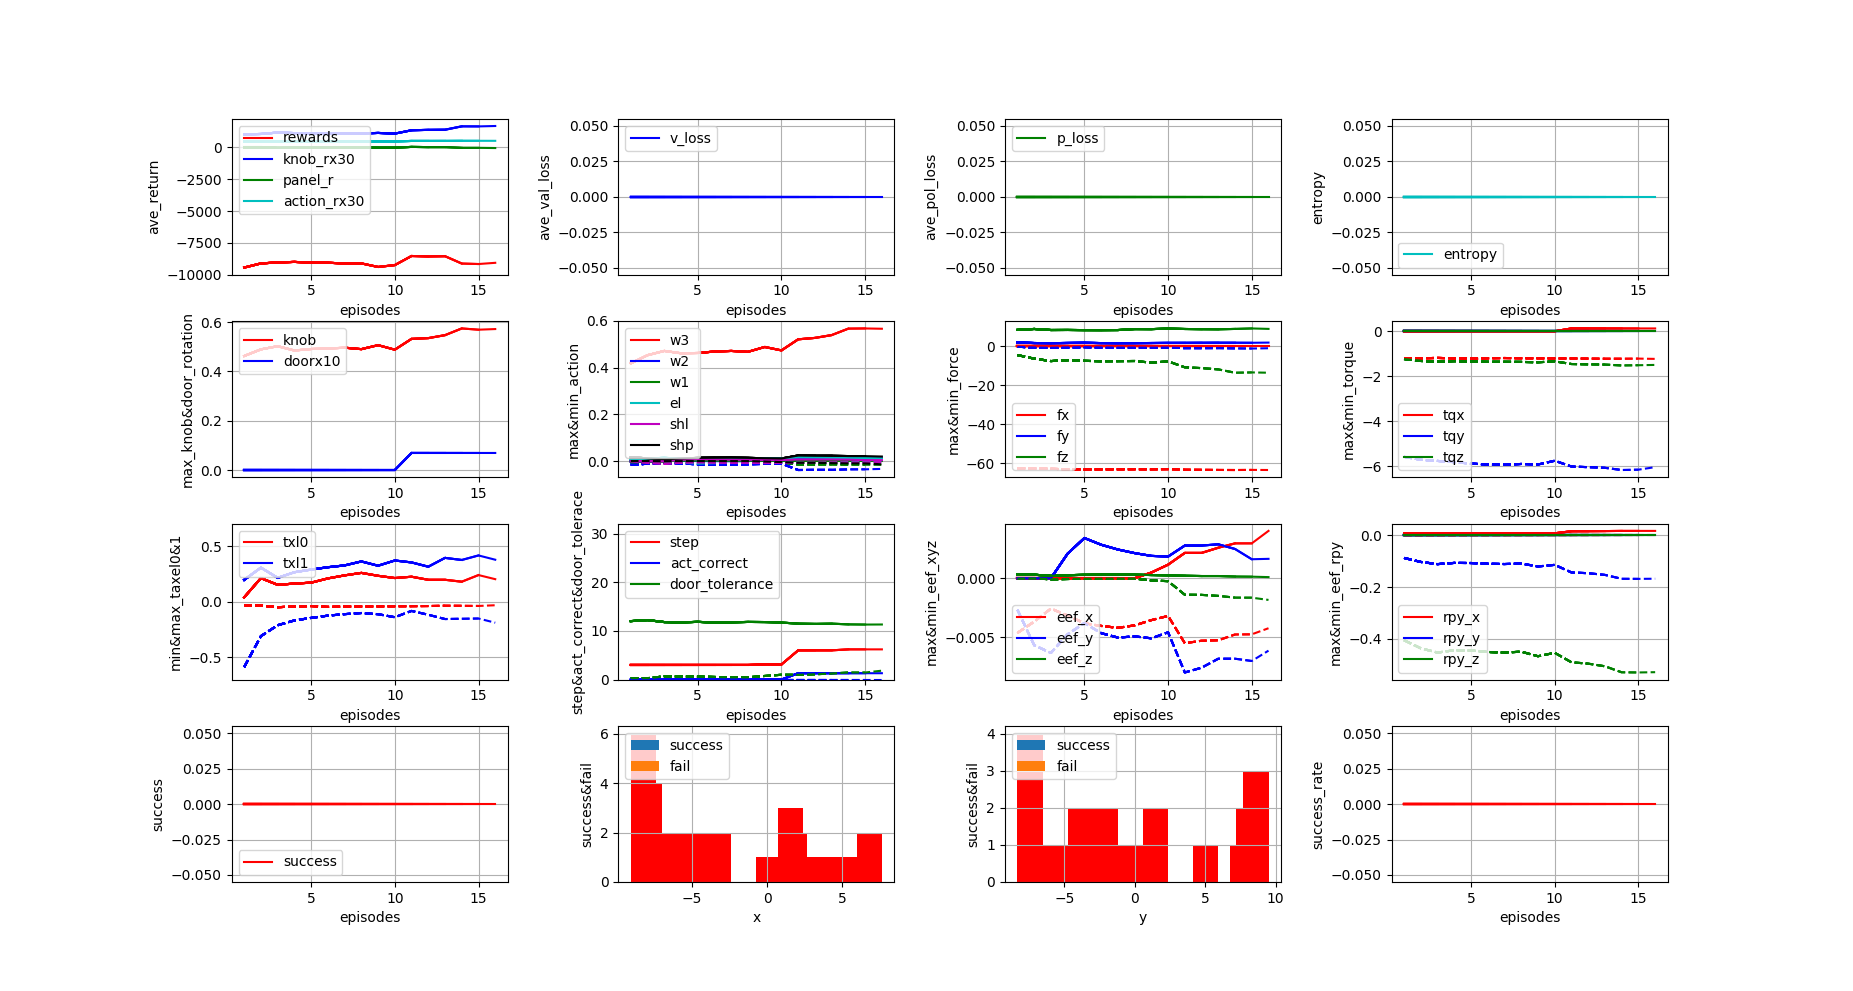 ave_return
0
−2500
−5000
−7500
−10000
rewards
knob_rx30
panel_r
action_rx30
5 10 15
episodes
ave_val_loss
0.050
0.025
0.000
−0.025
−0.050
v_loss
5 10 15
episodes
ave_pol_loss
0.050
0.025
0.000
−0.025
−0.050
p_loss
5 10 15
episodes
entropy
0.050
0.025
0.000
−0.025
−0.050
entropy
5 10 15
episodes
max_knob&door_rotation
0.6
0.4
0.2
0.0
knob
doorx10
5 10 15
episodes
max&min_action
0.6
0.4
0.2
0.0
w3
w2
w1
el
shl
shp
5 10 15
episodes
max&min_force
0
−20
−40
−60
fx
fy
fz
5 10 15
episodes
max&min_torque
0
−2
−4
−6
tqx
tqy
tqz
5 10 15
episodes
min&max_taxel0&1
0.5
0.0
−0.5
txl0
txl1
5 10 15
episodes
step&act_correct&door_tolerace
30
20
10
0
step
act_correct
door_tolerance
5 10 15
episodes
max&min_eef_xyz
0.000
−0.005
eef_x
eef_y
eef_z
5 10 15
episodes
max&min_eef_rpy
0.0
−0.2
−0.4
rpy_x
rpy_y
rpy_z
5 10 15
episodes
success
0.050
0.025
0.000
−0.025
−0.050
success
5 10 15
episodes
success&fail
6
4
2
0
success
fail
−5 0 5
x
success&fail
4
3
2
1
0
success
fail
−5 0 5 10
y
success_rate
0.050
0.025
0.000
−0.025
−0.050
5 10 15
episodes